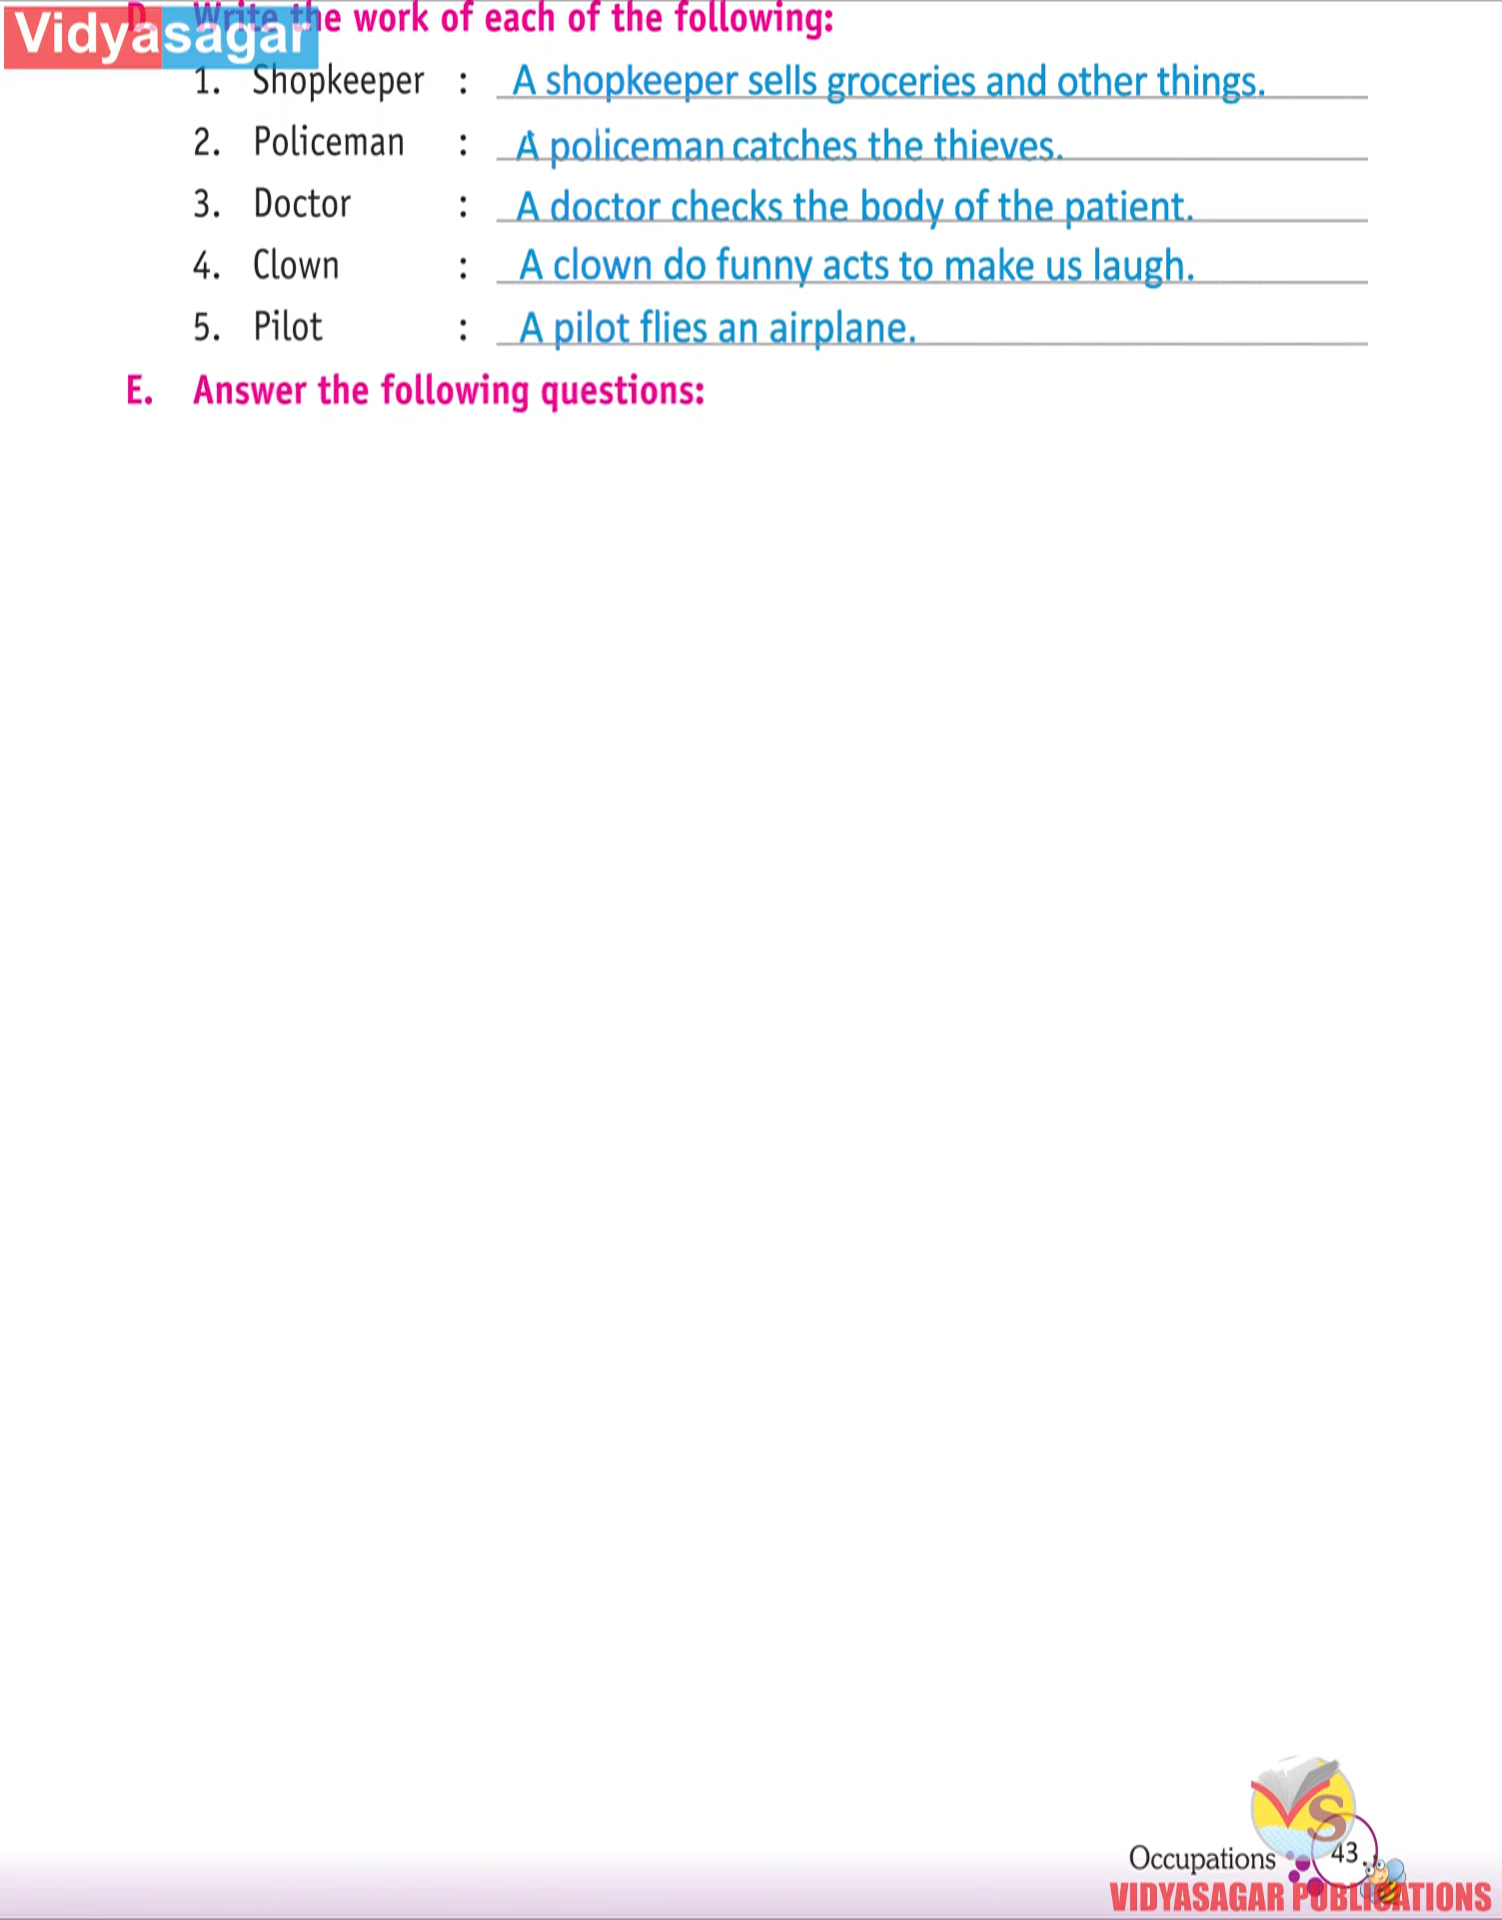 Vidyasagar
D. Write the work of each of the following:
1. Shopkeeper : A shopkeeper sells groceries and other things.
2. Policeman : A policeman catches the thieves.
3. Doctor : A doctor checks the body of the patient.
4. Clown : A clown do funny acts to make us laugh.
5. Pilot : A pilot flies an airplane.
E. Answer the following questions:
VS
Occupations 43
VIDYASAGAR PUBLICATIONS